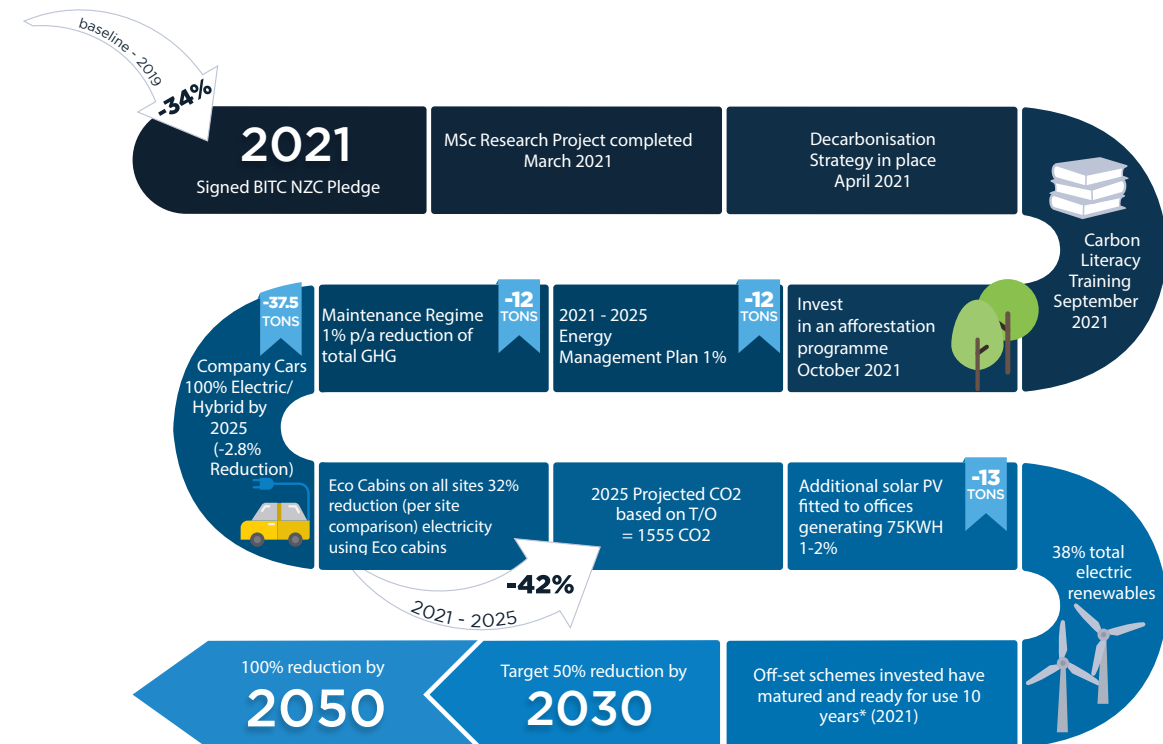 baseline - 2019
-34%
2021
Signed BITC NZC Pledge
MSc Research Project completed
March 2021
Decarbonisation
Strategy in place
April 2021
Carbon
Literacy
Training
September
2021
Invest
in an afforestation
programme
October 2021
-12
TONS
2021 - 2025
Energy
Management Plan 1%
-12
TONS
Maintenance Regime
1% p/a reduction of
total GHG
-37.5
TONS
Company Cars
100% Electric/
Hybrid by
2025
(-2.8%
Reduction)
Eco Cabins on all sites 32%
reduction (per site
comparison) electricity
using Eco cabins
2021 - 2025
-42%
2025 Projected CO2
based on T/O
= 1555 CO2
Additional solar PV
fitted to offices
generating 75KWH
1-2%
-13
TONS
38% total
electric
renewables
Off-set schemes invested have
matured and ready for use 10
years* (2021)
Target 50% reduction by
2030
100% reduction by
2050